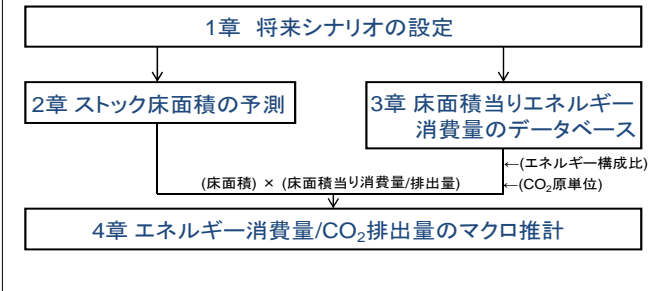 1章 将来シナリオの設定
2章 ストック床面積の予測
3章 床面積当りエネルギー
消費量のデータベース
←(エネルギー構成比)
(床面積) × (床面積当り消費量/排出量)
←(CO₂原単位)
4章 エネルギー消費量/CO₂排出量のマクロ推計